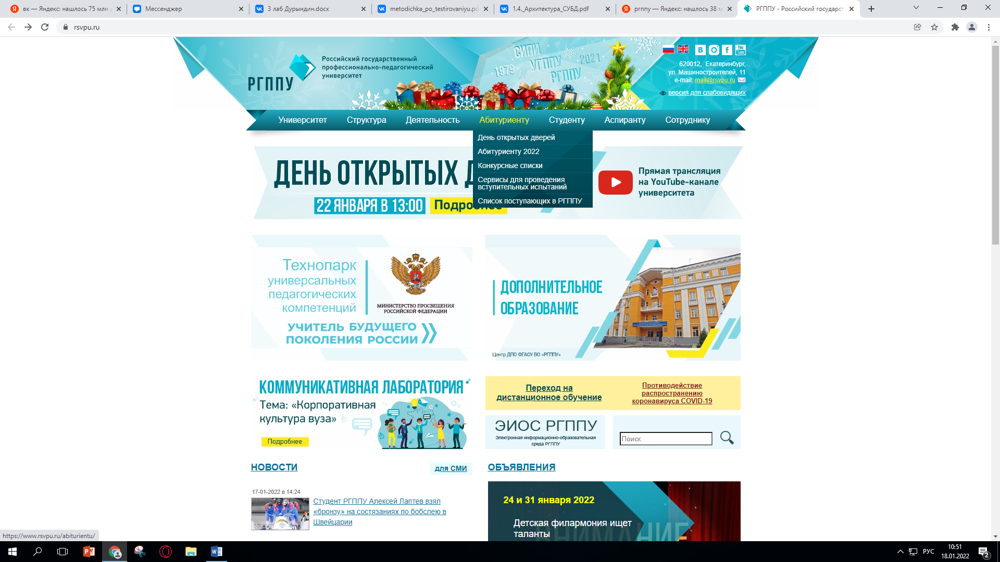 вк — Яндекс: нашлось 75 млн
Мессенджер
3 лаб Дурындин.docx
metodichka_po_testirovaniyu.pd
1.4._Архитектура_СУБД.pdf
ргппу — Яндекс: нашлось 38 м
РГППУ - Российский государст
rsvpu.ru
РГППУ
Российский государственный
профессионально-педагогический
университет
СИПИ
1979 УГППУ 2021
РГППУ
You
Tube
620012, Екатеринбург,
ул. Машиностроителей, 11
e-mail: mail@rsvpu.ru
версия для слабовидящих
Университет Структура Деятельность Абитуриенту Студенту Аспиранту Сотруднику
День открытых дверей
Абитуриенту 2022
Конкурсные списки
Сервисы для проведения
вступительных испытаний
Список поступающих в РГППУ
ДЕНЬ ОТКРЫТЫХ
22 ЯНВАРЯ В 13:00
Подробнее
Прямая трансляция
на YouTube-канале
университета
Технопарк
универсальных
педагогических
компетенций
МИНИСТЕРСТВО ПРОСВЕЩЕНИЯ
РОССИЙСКОЙ ФЕДЕРАЦИИ
УЧИТЕЛЬ БУДУЩЕГО
ПОКОЛЕНИЯ РОССИИ
ДОПОЛНИТЕЛЬНОЕ
ОБРАЗОВАНИЕ
Центр ДПО ФГАОУ ВО «РГППУ»
КОММУНИКАТИВНАЯ ЛАБОРАТОРИЯ
Тема: «Корпоративная
культура вуза»
Подробнее
Переход на
дистанционное обучение
Противодействие
распространению
коронавируса COVID-19
ЭИОС РГППУ
Электронная информационно-образовательная
среда РГППУ
Поиск
НОВОСТИ
для СМИ
17-01-2022 в 14:24
Студент РГППУ Алексей Лаптев взял
«бронзу» на состязаниях по бобслею в
Швейцарии
ОБЪЯВЛЕНИЯ
24 и 31 января 2022
Детская филармония ищет
таланты
ВНИМАНИЕ
https://www.rsvpu.ru/abiturientu/
РУС
10:51
18.01.2022
2